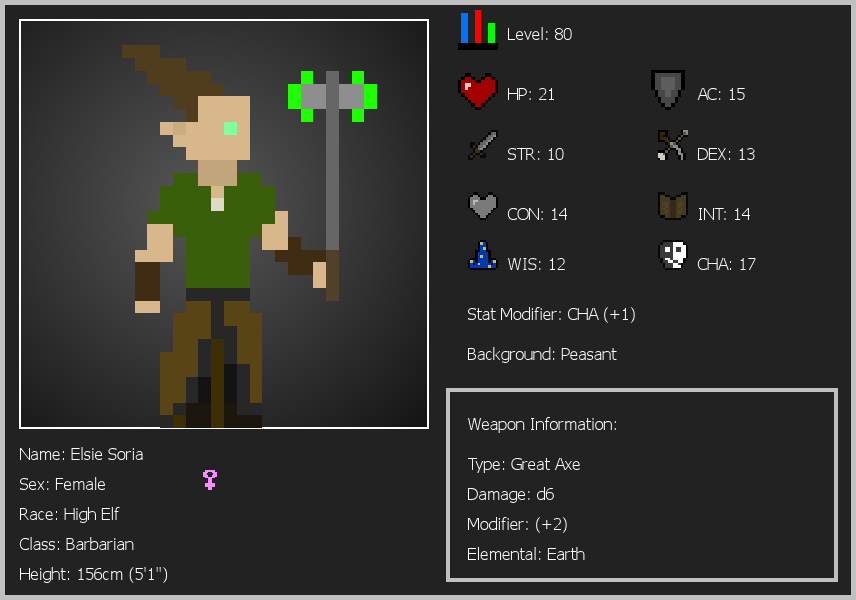 Level: 80
HP: 21
AC: 15
STR: 10
DEX: 13
CON: 14
INT: 14
WIS: 12
CHA: 17
Stat Modifier: CHA (+1)
Background: Peasant
Weapon Information:
Type: Great Axe
Damage: d6
Modifier: (+2)
Elemental: Earth
Name: Elsie Soria
Sex: Female
Race: High Elf
Class: Barbarian
Height: 156cm (5'1")